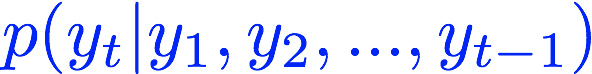 p(y_t|y_1, y_2, ..., y_{t-1})